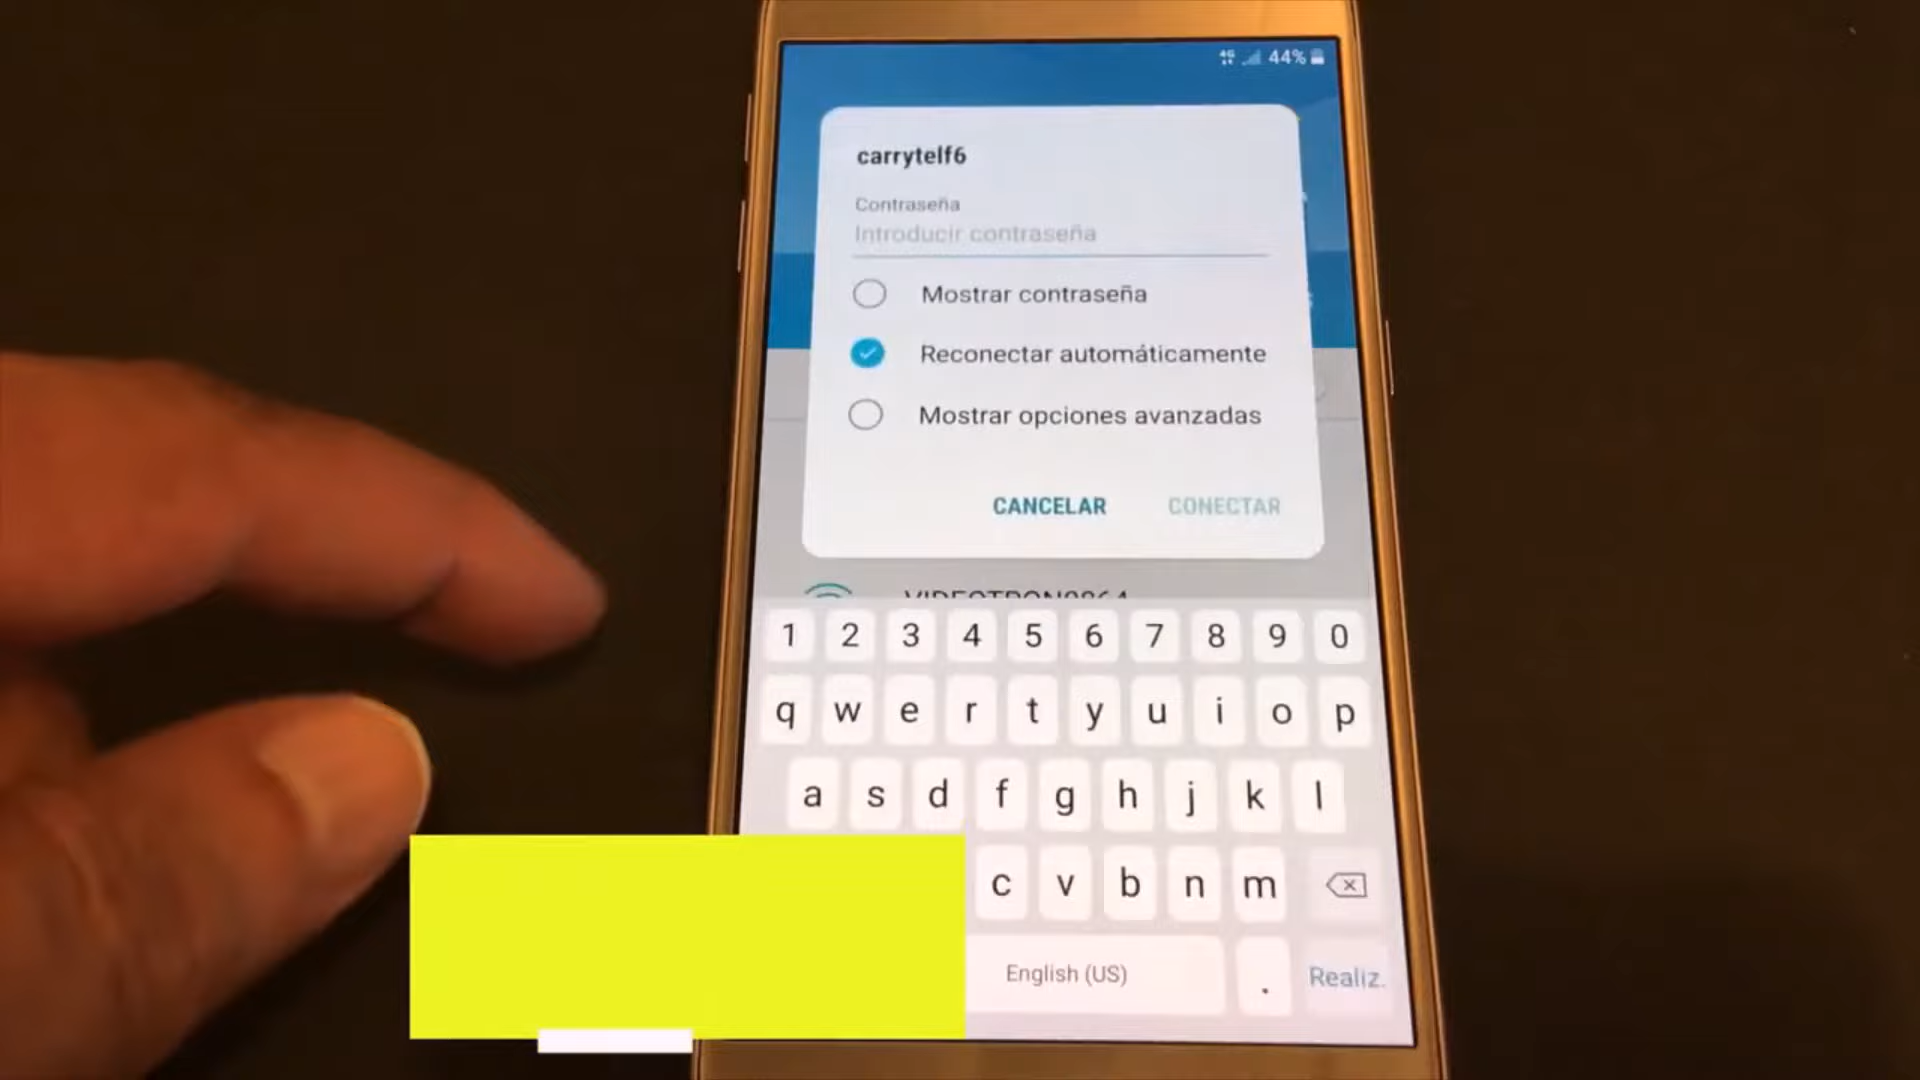 4G 44%
carrytelf6
Contraseña
Introducir contraseña
Mostrar contraseña
Reconectar automáticamente
Mostrar opciones avanzadas
CANCELAR CONECTAR
1 2 3 4 5 6 7 8 9 0
q w e r t y u i o p
a s d f g h j k l
c v b n m
English (US) . Realiz.